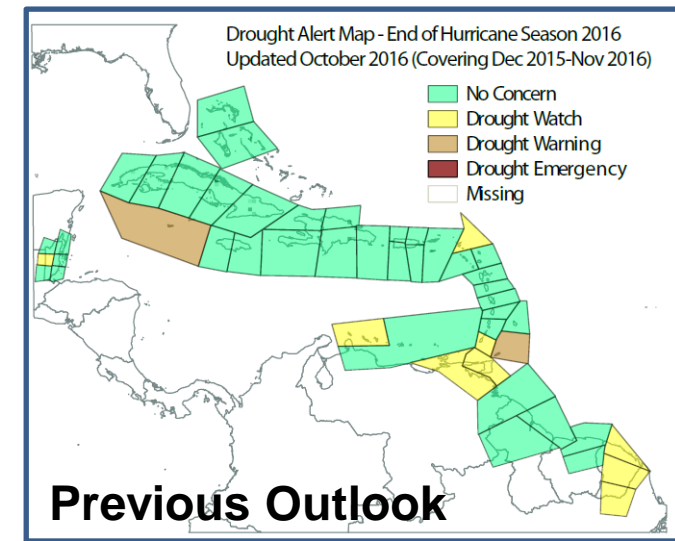 Drought Alert Map - End of Hurricane Season 2016
Updated October 2016 (Covering Dec 2015-Nov 2016)
No Concern
Drought Watch
Drought Warning
Drought Emergency
Missing
Previous Outlook